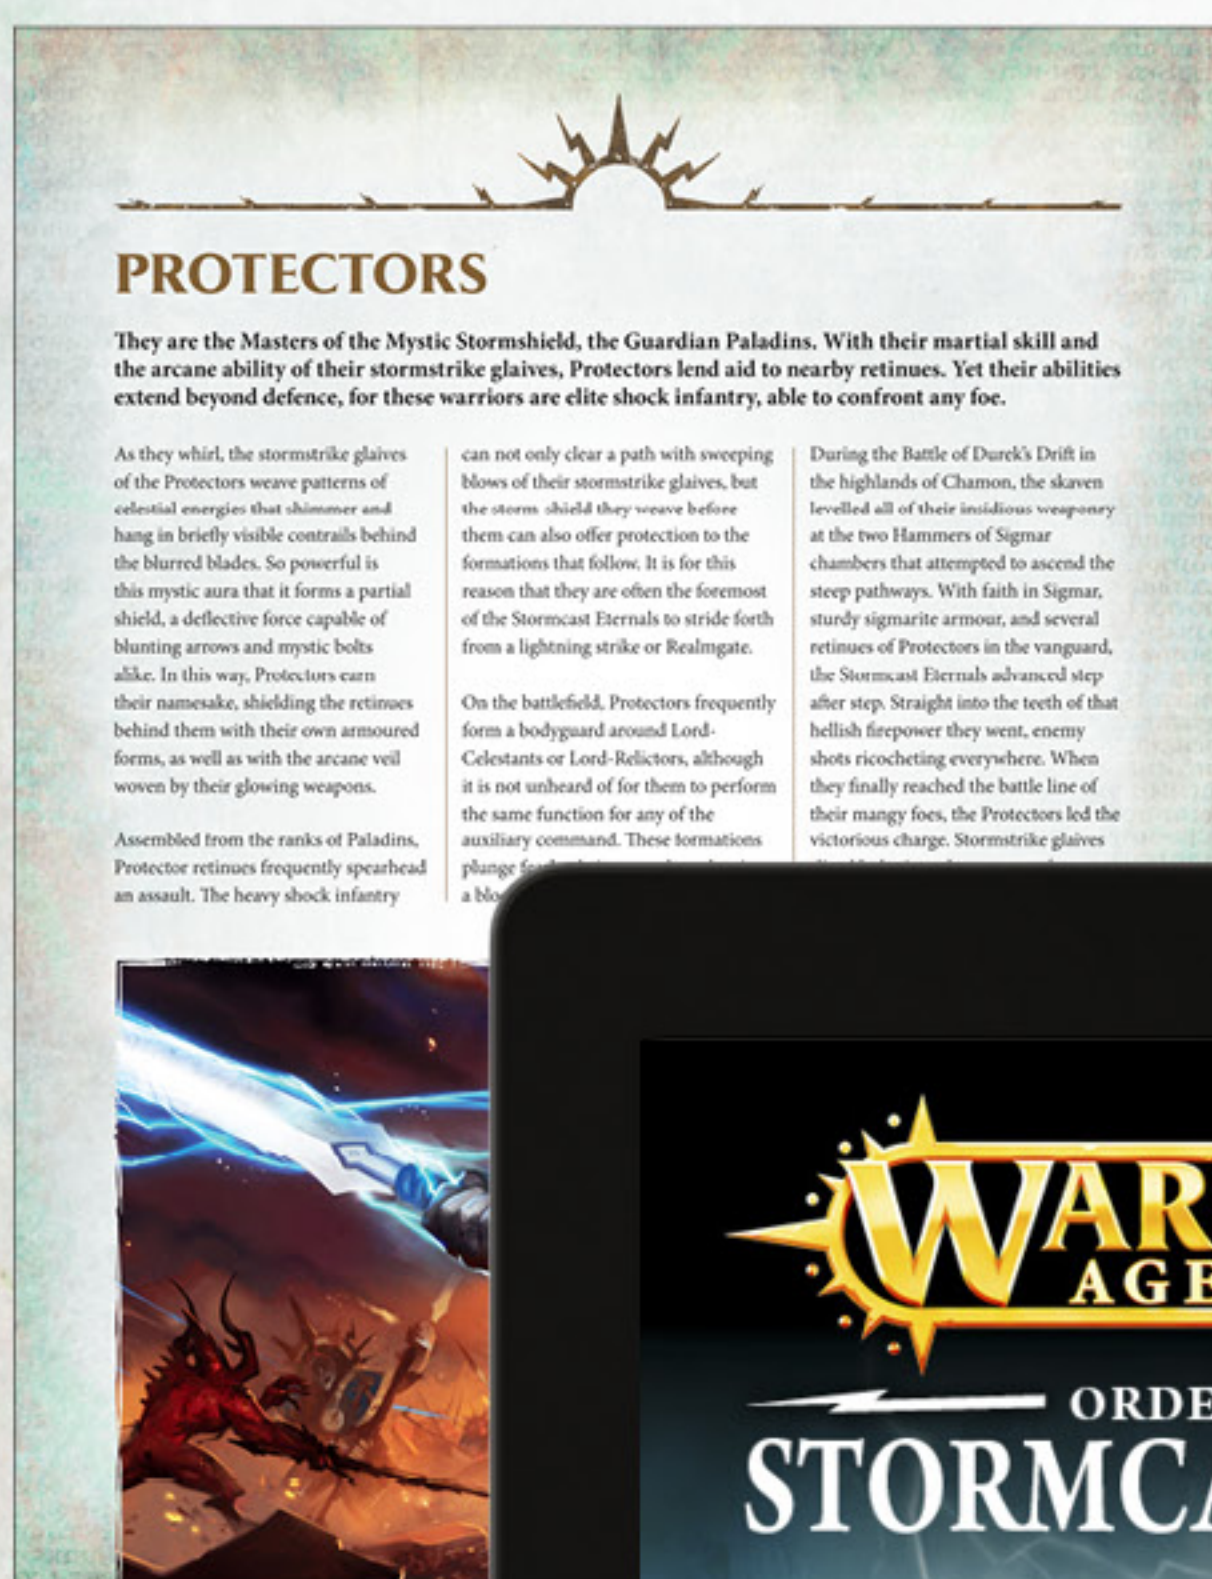 PROTECTORS
They are the Masters of the Mystic Stormshield, the Guardian Paladins. With their martial skill and
the arcane ability of their stormstrike glaives, Protectors lend aid to nearby retinues. Yet their abilities
extend beyond defence, for these warriors are elite shock infantry, able to confront any foe.
As they whirl, the stormstrike glaives
of the Protectors weave patterns of
celestial energies that shimmer and
hang in briefly visible contrails behind
the blurred blades. So powerful is
this mystic aura that it forms a partial
shield, a deflective force capable of
blunting arrows and mystic bolts
alike. In this way, Protectors earn
their namesake, shielding the retinues
behind them with their own armoured
forms, as well as with the arcane veil
woven by their glowing weapons.
Assembled from the ranks of Paladins,
Protector retinues frequently spearhead
an assault. The heavy shock infantry
can not only clear a path with sweeping
blows of their stormstrike glaives, but
the storm shield they weave before
them can also offer protection to the
formations that follow. It is for this
reason that they are often the foremost
of the Stormcast Eternals to stride forth
from a lightning strike or Realmgate.
On the battlefield, Protectors frequently
form a bodyguard around Lord-
Celestants or Lord-Relictors, although
it is not unheard of for them to perform
the same function for any of the
auxiliary command. These formations
plunge
a
During the Battle of Durek's Drift in
the highlands of Chamon, the skaven
levelled all of their insidious weaponry
at the two Hammers of Sigmar
chambers that attempted to ascend the
steep pathways. With faith in Sigmar,
sturdy sigmarite armour, and several
retinues of Protectors in the vanguard,
the Stormcast Eternals advanced step
after step. Straight into the teeth of that
hellish firepower they went, enemy
shots ricocheting everywhere. When
they finally reached the battle line of
their mangy foes, the Protectors led the
victorious charge. Stormstrike glaives
WAR
AGE
ORDE
STORMCA